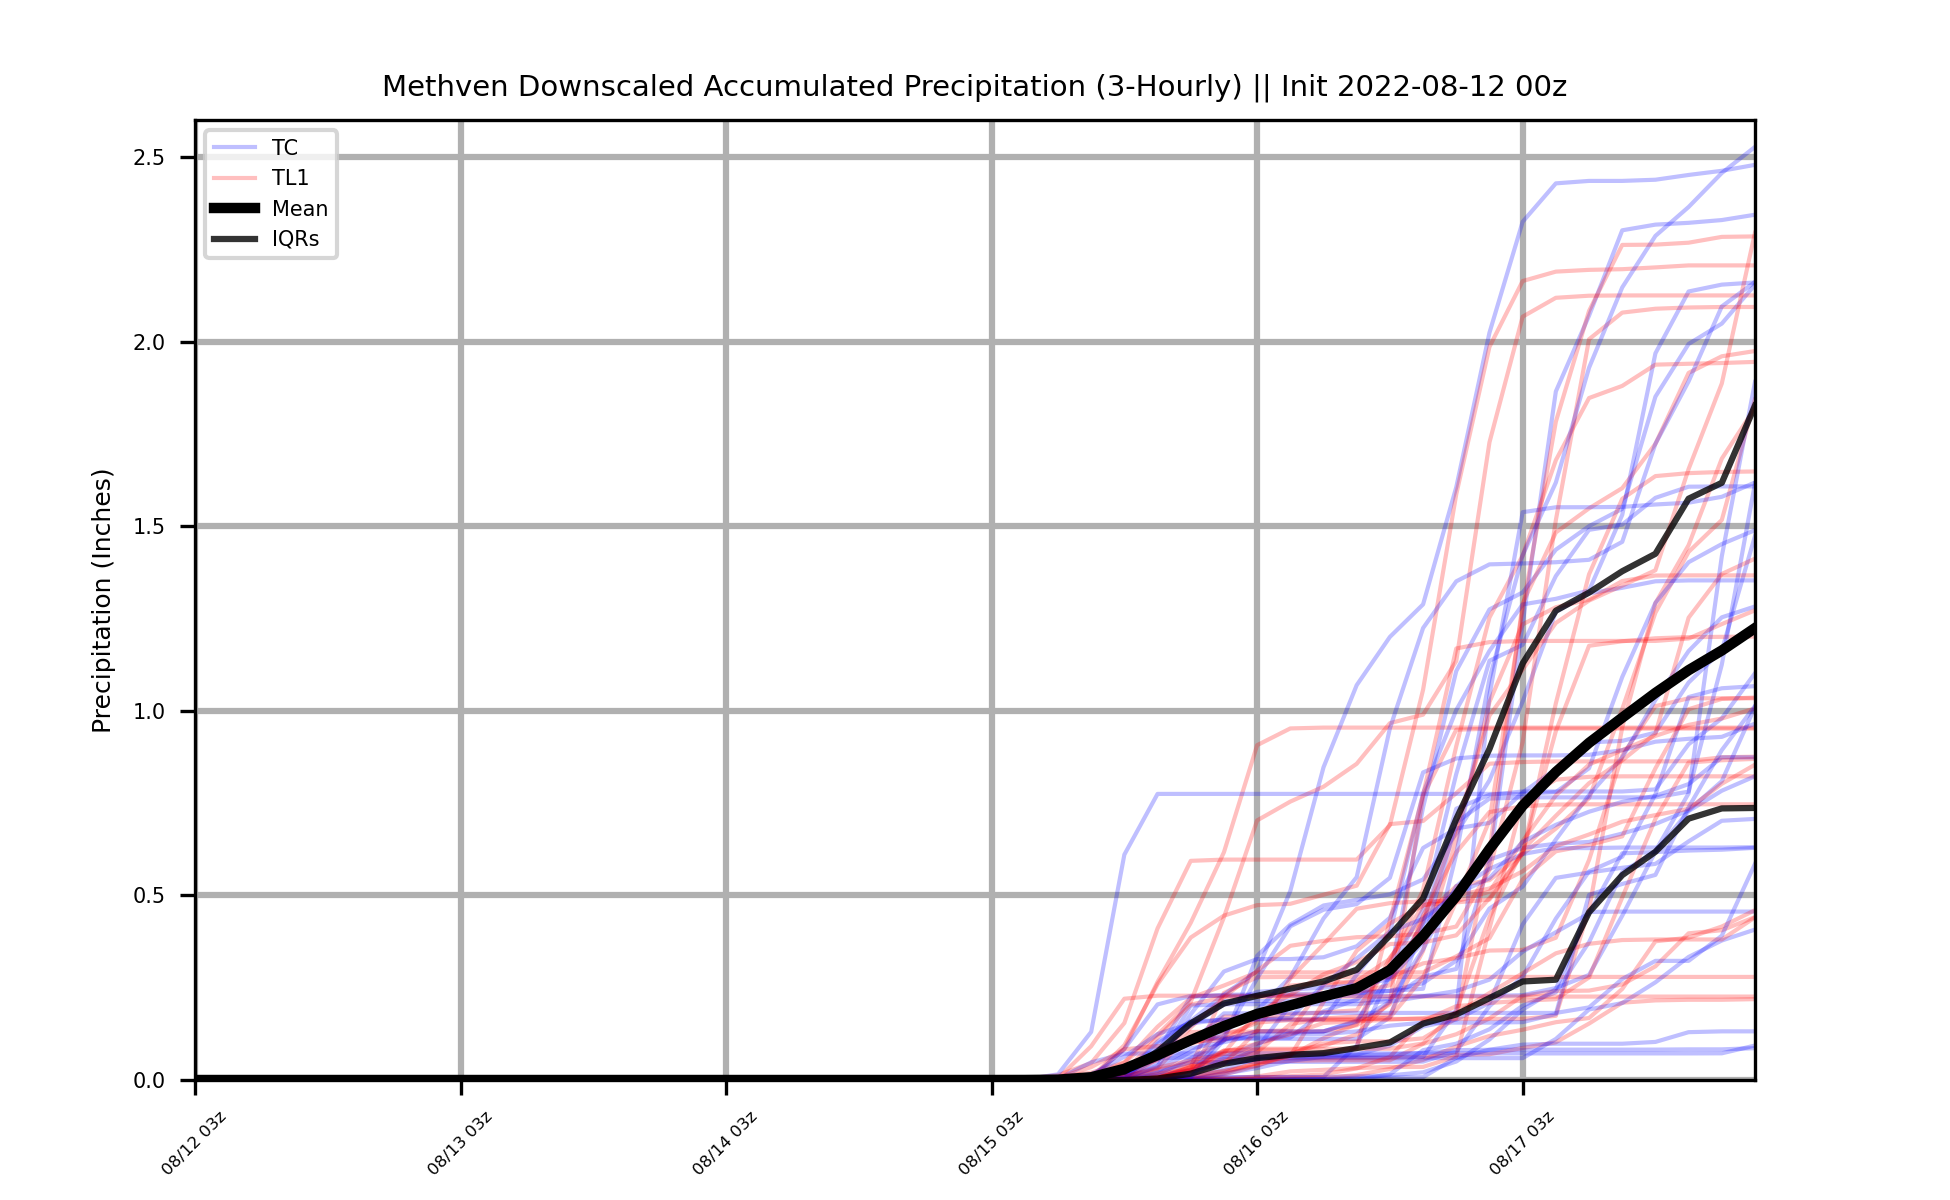 Methven Downscaled Accumulated Precipitation (3-Hourly) || Init 2022-08-12 00z
TC
TL1
Mean
IQRs
Precipitation (Inches)
2.5
2.0
1.5
1.0
0.5
0.0
08/12 03z
08/13 03z
08/14 03z
08/15 03z
08/16 03z
08/17 03z